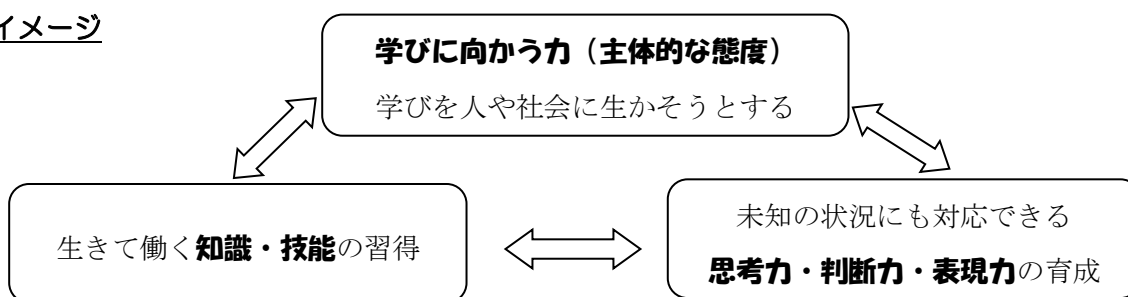 イメージ
学びに向かう力（主体的な態度）
学びを人や社会に生かそうとする
生きて働く知識・技能の習得
未知の状況にも対応できる
思考力・判断力・表現力の育成